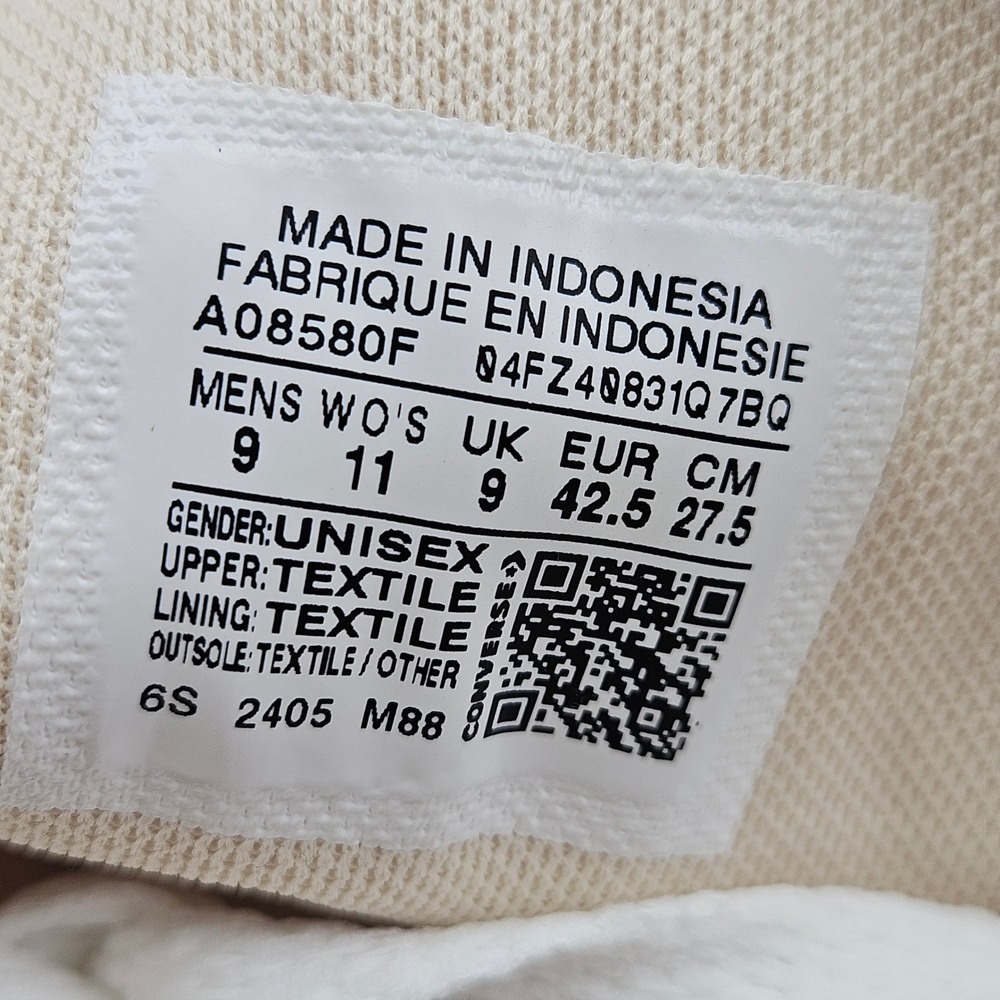 MADE IN INDONESIA
FABRIQUE EN INDONESIE
A08580F 04FZ40831Q7BQ
MENS WO'S UK EUR CM
9 11 9 42.5 27.5
GENDER: UNISEX
UPPER: TEXTILE
LINING: TEXTILE
OUTSOLE: TEXTILE / OTHER
6S 2405 M88
CONVERSE